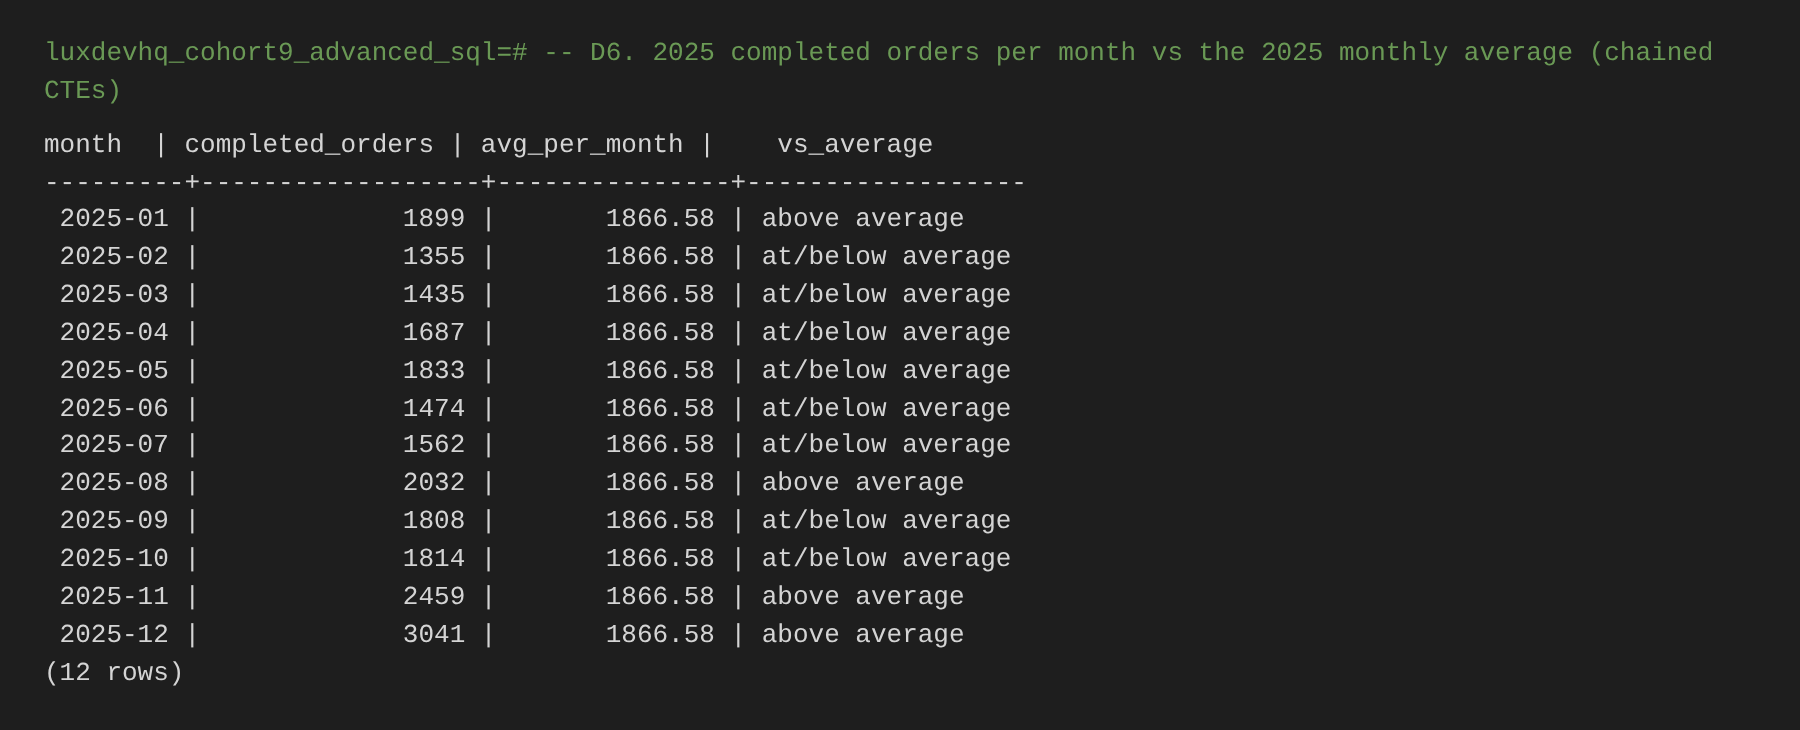 luxdevhq_cohort9_advanced_sql=# -- D6. 2025 completed orders per month vs the 2025 monthly average (chained
CTEs)
month  | completed_orders | avg_per_month |    vs_average
---------+------------------+---------------+------------------
 2025-01 |             1899 |       1866.58 | above average
 2025-02 |             1355 |       1866.58 | at/below average
 2025-03 |             1435 |       1866.58 | at/below average
 2025-04 |             1687 |       1866.58 | at/below average
 2025-05 |             1833 |       1866.58 | at/below average
 2025-06 |             1474 |       1866.58 | at/below average
 2025-07 |             1562 |       1866.58 | at/below average
 2025-08 |             2032 |       1866.58 | above average
 2025-09 |             1808 |       1866.58 | at/below average
 2025-10 |             1814 |       1866.58 | at/below average
 2025-11 |             2459 |       1866.58 | above average
 2025-12 |             3041 |       1866.58 | above average
(12 rows)